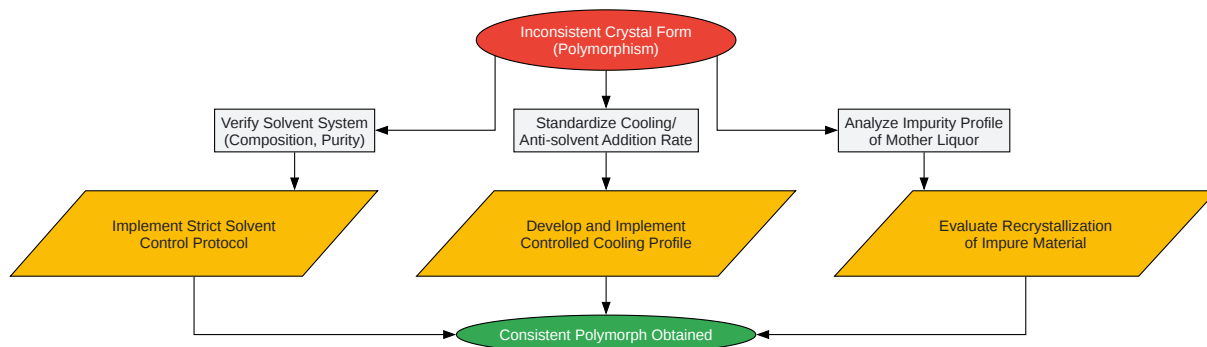 Inconsistent Crystal Form
(Polymorphism)
Verify Solvent System
(Composition, Purity)
Standardize Cooling/
Anti-solvent Addition Rate
Analyze Impurity Profile
of Mother Liquor
Implement Strict Solvent
Control Protocol
Develop and Implement
Controlled Cooling Profile
Evaluate Recrystallization
of Impure Material
Consistent Polymorph Obtained